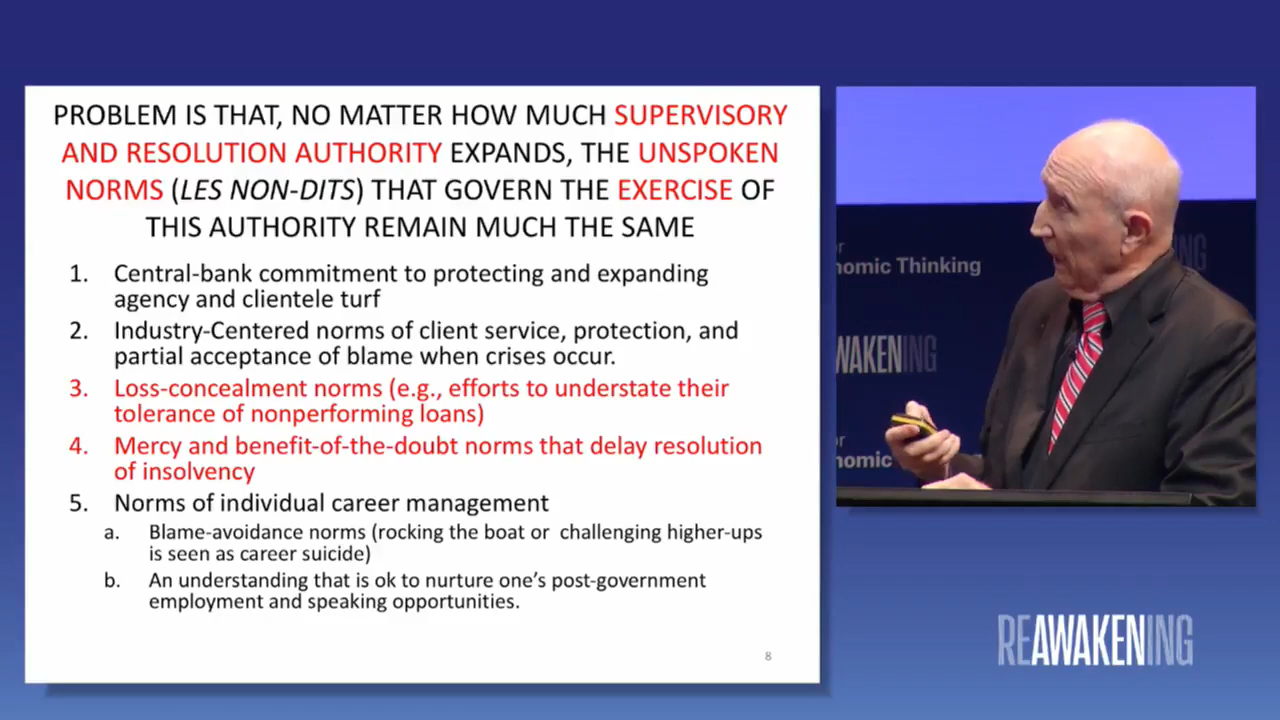 PROBLEM IS THAT, NO MATTER HOW MUCH SUPERVISORY
AND RESOLUTION AUTHORITY EXPANDS, THE UNSPOKEN
NORMS (LES NON-DITS) THAT GOVERN THE EXERCISE OF
THIS AUTHORITY REMAIN MUCH THE SAME
1. Central-bank commitment to protecting and expanding
agency and clientele turf
2. Industry-Centered norms of client service, protection, and
partial acceptance of blame when crises occur.
3. Loss-concealment norms (e.g., efforts to understate their
tolerance of nonperforming loans)
4. Mercy and benefit-of-the-doubt norms that delay resolution
of insolvency
5. Norms of individual career management
a. Blame-avoidance norms (rocking the boat or challenging higher-ups
is seen as career suicide)
b. An understanding that is ok to nurture one's post-government
employment and speaking opportunities.
8
or
nomic Thinking
ING
WAKENING
or
nomic
REAWAKENING